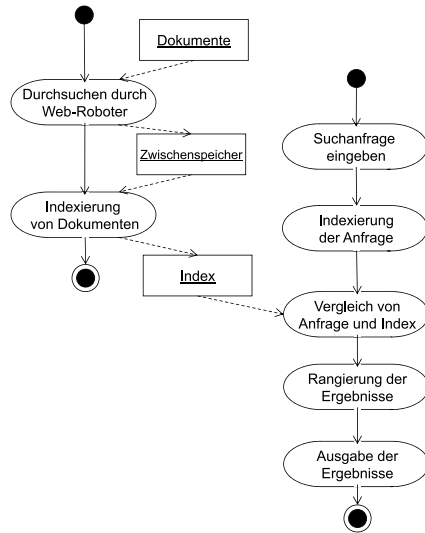 Dokumente
Durchsuchen durch
Web-Roboter
Zwischenspeicher
Indexierung
von Dokumenten
Index
Suchanfrage
eingeben
Indexierung
der Anfrage
Vergleich von
Anfrage und Index
Rangierung der
Ergebnisse
Ausgabe der
Ergebnisse